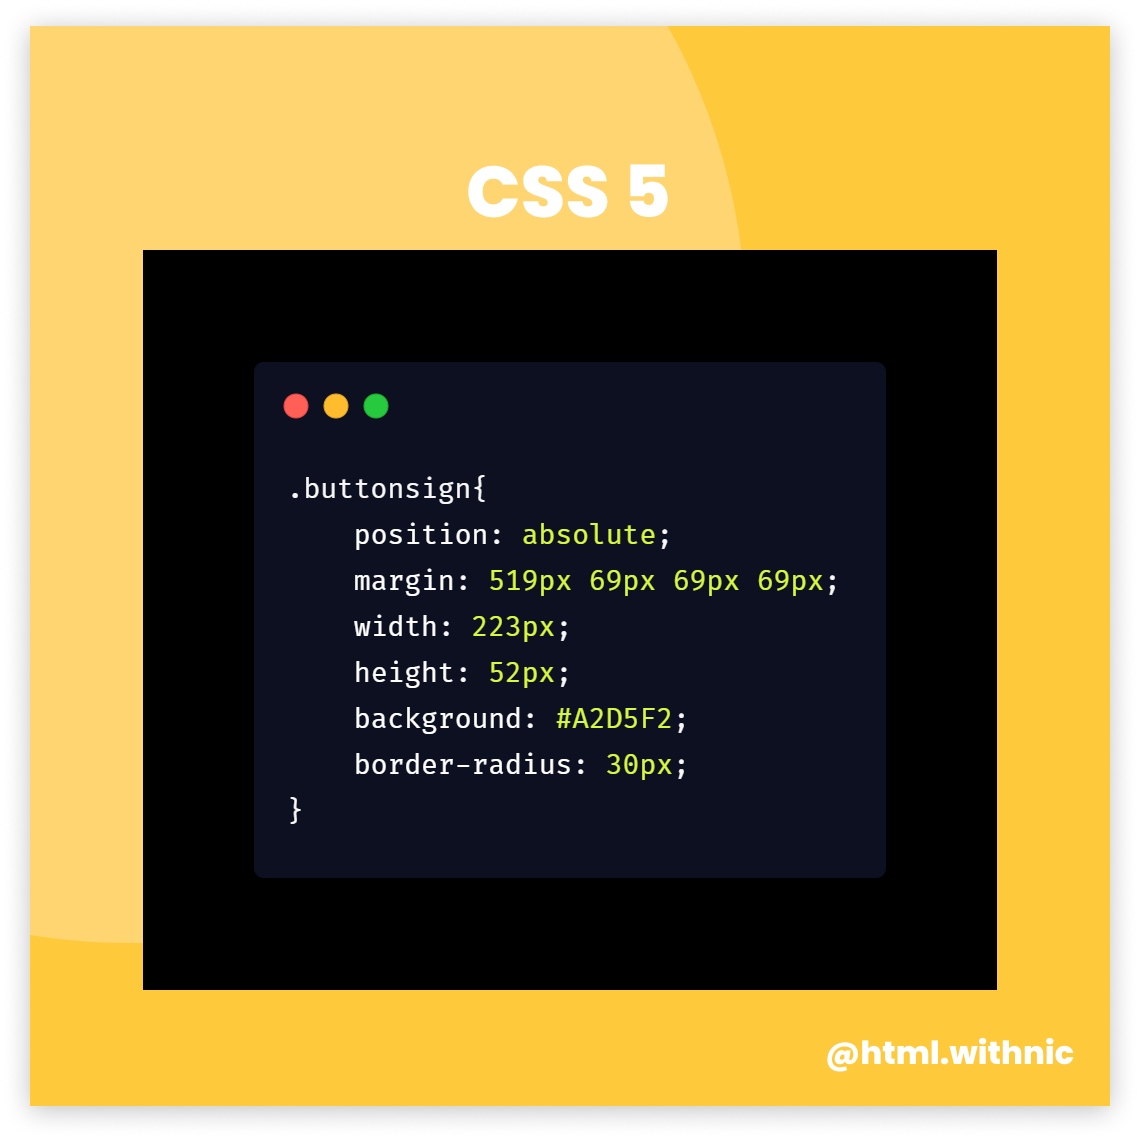 CSS 5
.buttonsign{
    position: absolute;
    margin: 519px 69px 69px 69px;
    width: 223px;
    height: 52px;
    background: #A2D5F2;
    border-radius: 30px;
}
@html.withnic